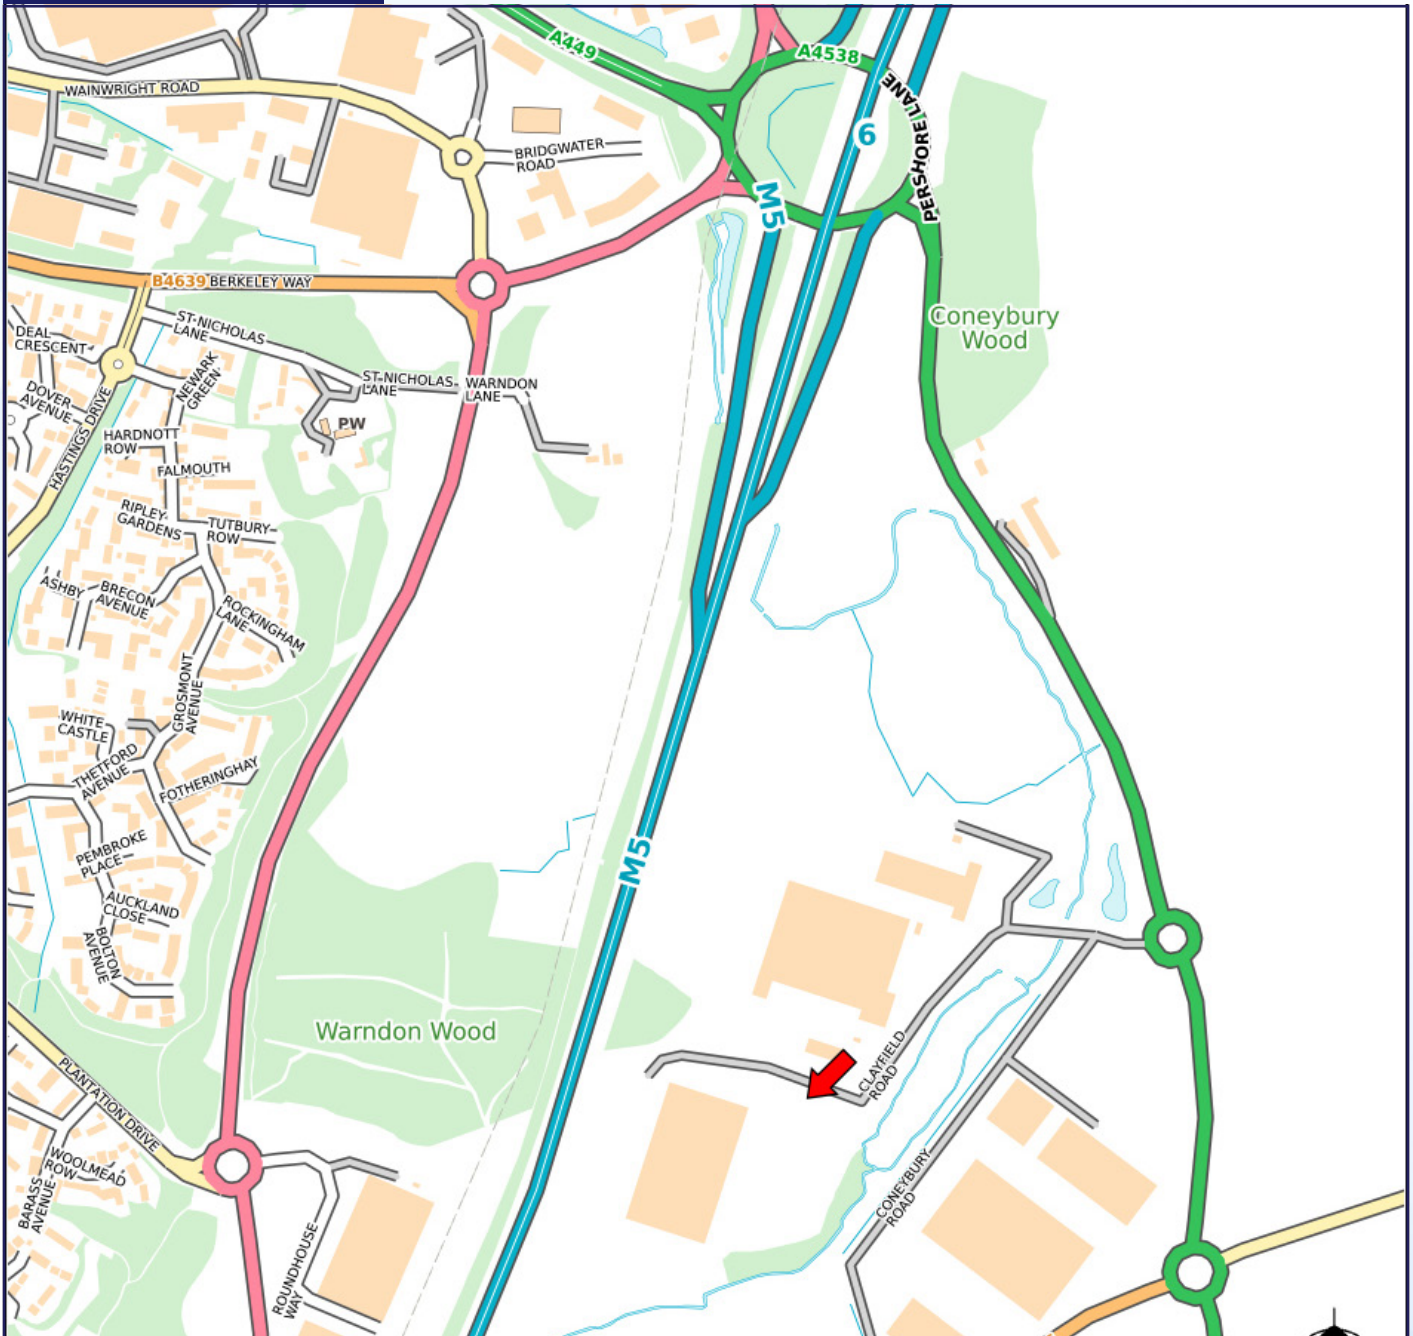 A449
A4538
PERSHORE LANE
WAINWRIGHT ROAD
6
BRIDGWATER
ROAD
M5
B4639
BERKELEY WAY
ST-NICHOLAS
LANE
DEAL
CRESCENT
Coneybury
Wood
NEWARK
GREEN
ST-NICHOLAS
LANE
WARNDON
LANE
DOVER
AVENUE
HASTINGS DRIVE
PW
HARDNOTT
ROW
FALMOUTH
RIPLEY
GARDENS
TUTBURY
ROW
ASHBY
BRECON
AVENUE
ROCKINGHAM
LANE
GROSMONT
AVENUE
WHITE
CASTLE
THETFORD
AVENUE
FOTHERINGHAY
PEMBROKE
PLACE
M5
AUCKLAND
CLOSE
BOLTON
AVENUE
Warndon Wood
CLAYFIELD
ROAD
PLANTATION DRIVE
WOOLMEAD
ROW
BARASS
AVENUE
CONEYBURY
ROAD
ROUNDHOUSE
WAY